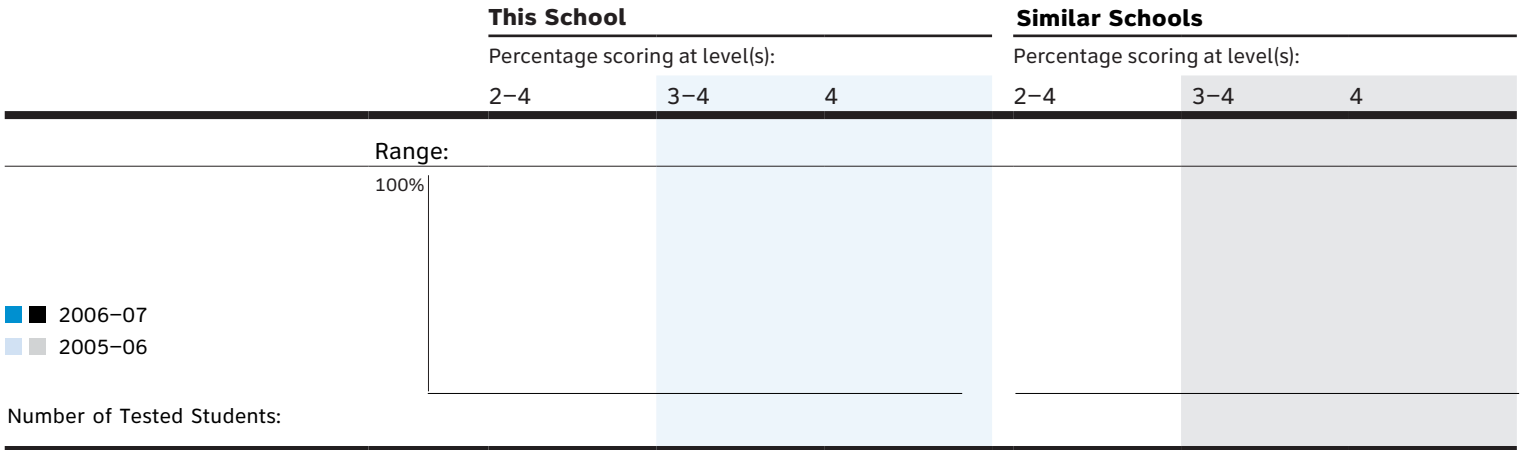 This School Similar Schools
Percentage scoring at level(s): Percentage scoring at level(s):
2–4 3–4 4 2–4 3–4 4
Range:
100%
2006–07
2005–06
Number of Tested Students: